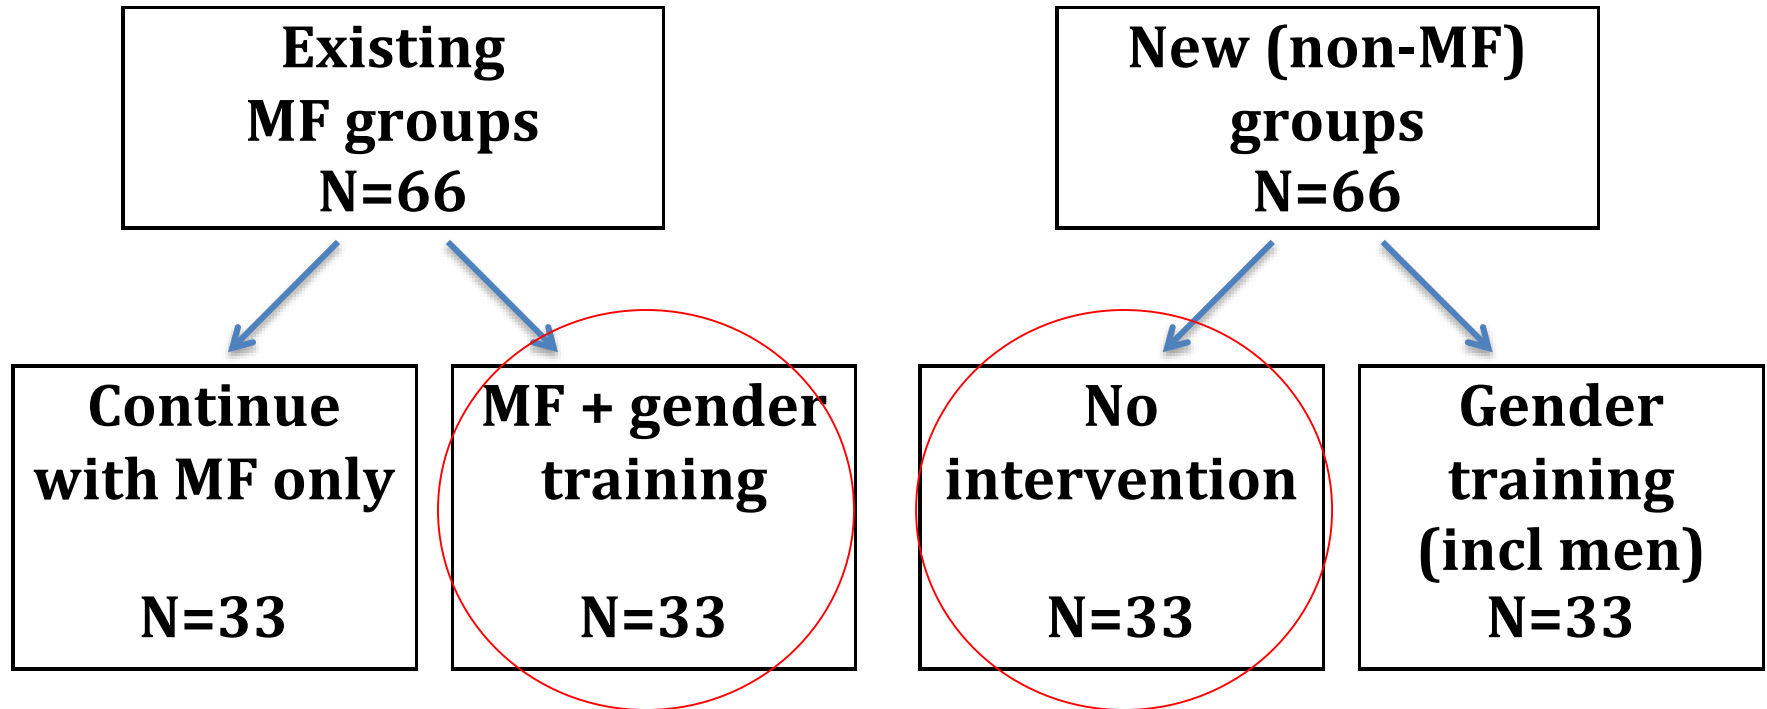 Existing
MF groups
N=66
New (non-MF)
groups
N=66
Continue
with MF only
N=33
MF + gender
training
N=33
No
intervention
N=33
Gender
training
(incl men)
N=33